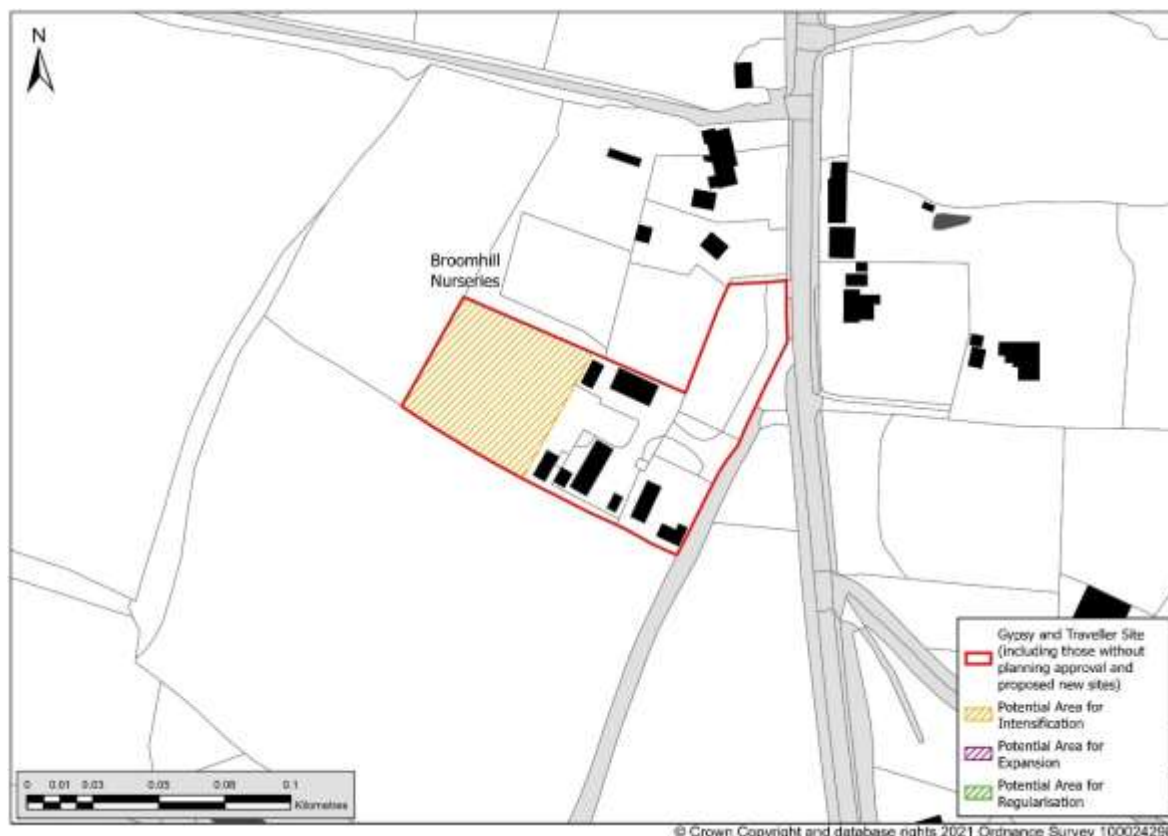 N
Broomhill
Nurseries
Gypsy and Traveller Site
(including those without
planning approval and
proposed new sites)
Potential Area for
Intensification
Potential Area for
Expansion
Potential Area for
Regularisation
0 0.01 0.03 0.05 0.08 0.1
Kilometres
© Crown Copyright and database rights 2021 Ordnance Survey